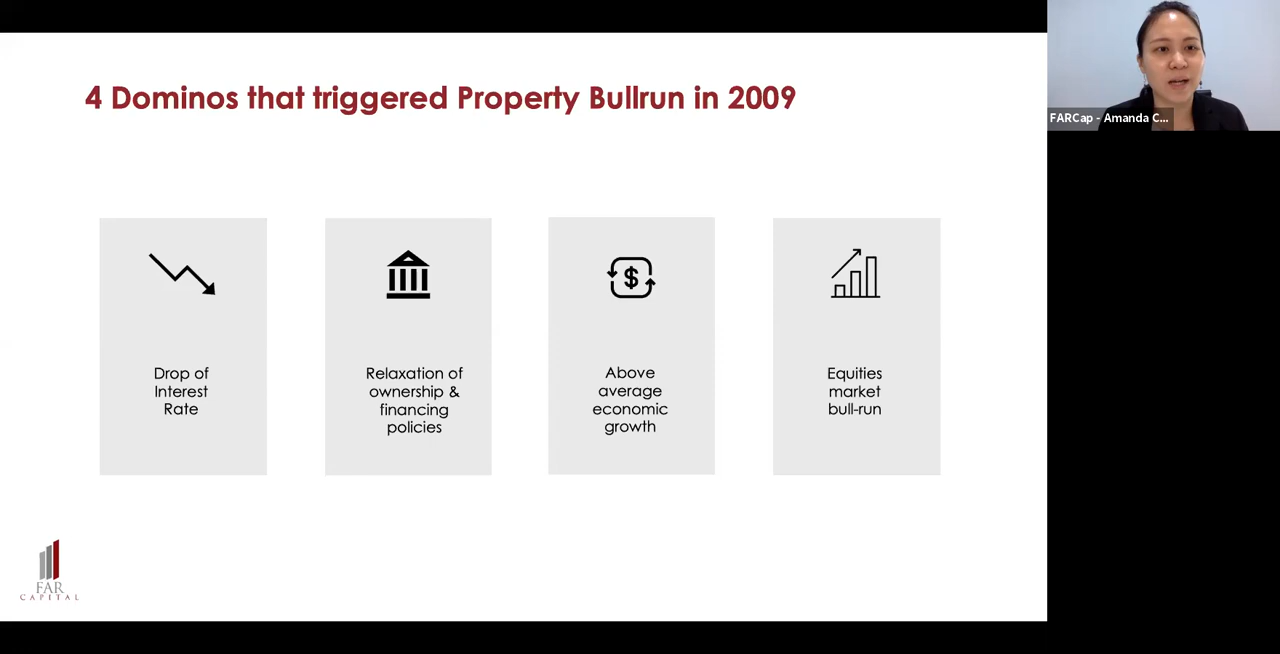 4 Dominos that triggered Property Bullrun in 2009
FARCap - Amanda C...
Drop of
Interest
Rate
Relaxation of
ownership &
financing
policies
Above
average
economic
growth
Equities
market
bull-run
$
FAR
CAPITAL